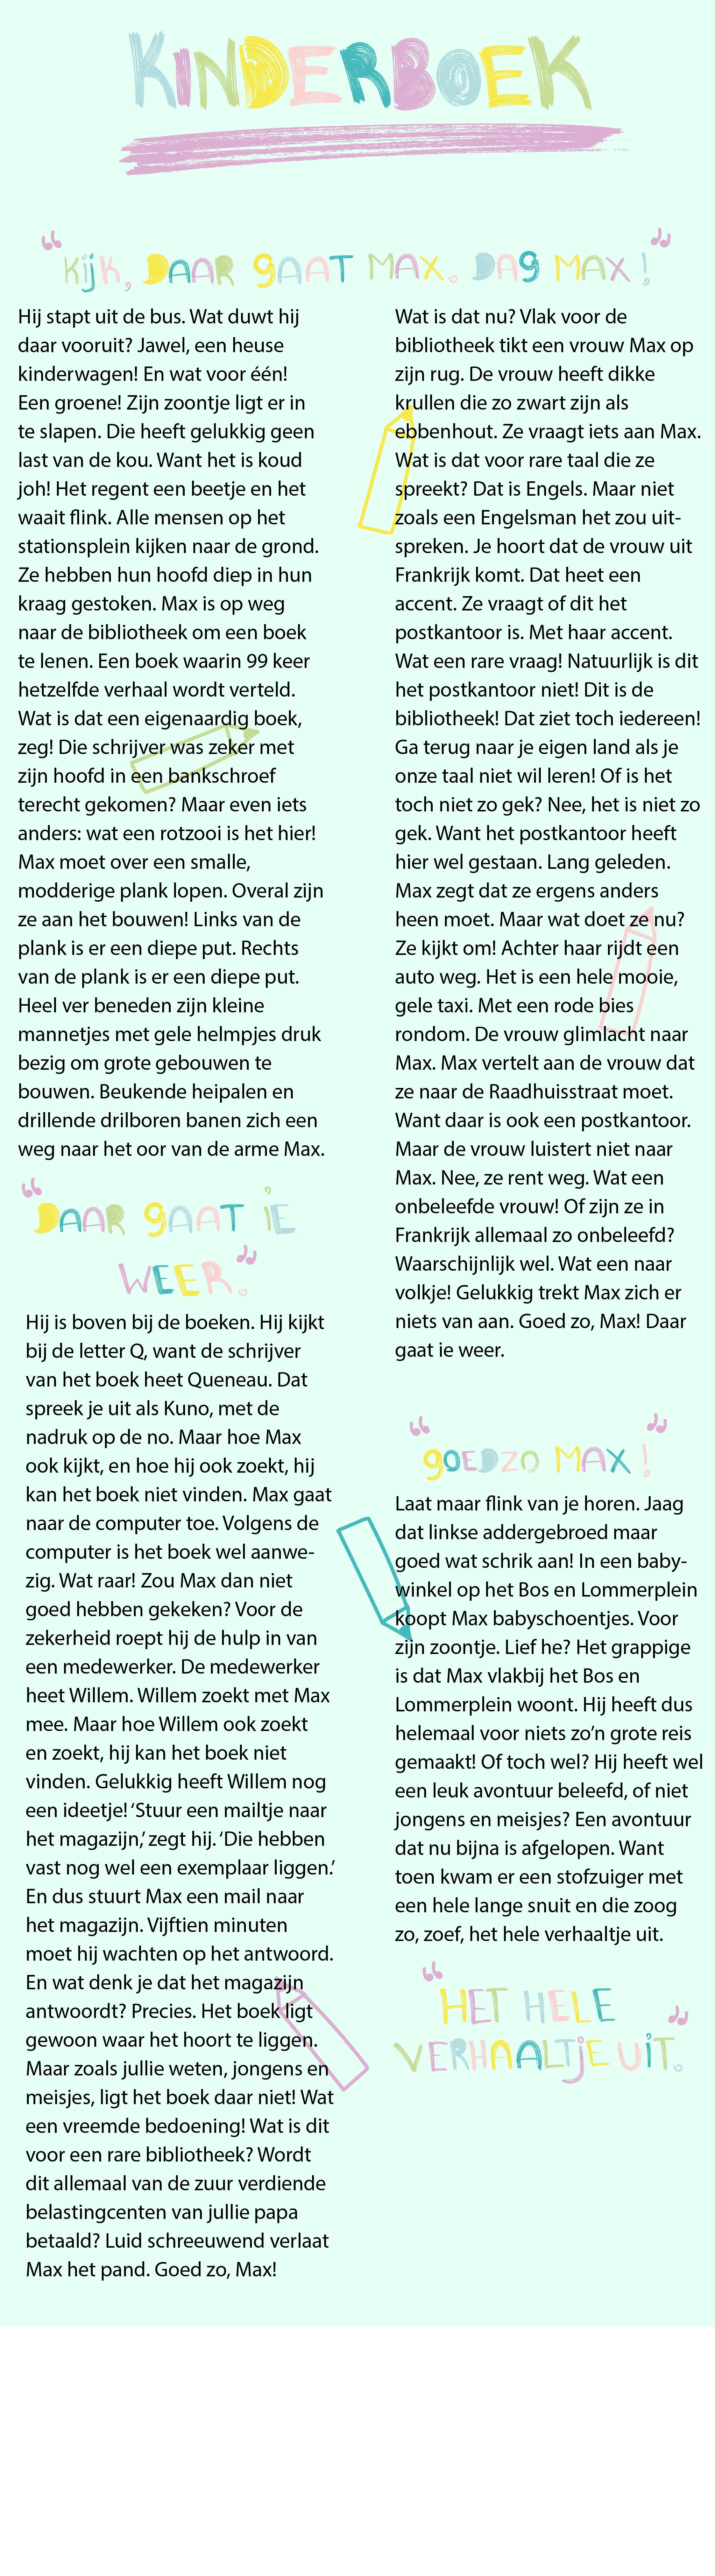 KINDERBOEK
“Kijk, DAAR gAAT MAX. DAg MAX!”
Hij stapt uit de bus. Wat duwt hij
daar vooruit? Jawel, een heuse
kinderwagen! En wat voor één!
Een groene! Zijn zoontje ligt er in
te slapen. Die heeft gelukkig geen
last van de kou. Want het is koud
joh! Het regent een beetje en het
waait flink. Alle mensen op het
stationsplein kijken naar de grond.
Ze hebben hun hoofd diep in hun
kraag gestoken. Max is op weg
naar de bibliotheek om een boek
te lenen. Een boek waarin 99 keer
hetzelfde verhaal wordt verteld.
Wat is dat een eigenaardig boek,
zeg! Die schrijver was zeker met
zijn hoofd in een bankschroef
terecht gekomen? Maar even iets
anders: wat een rotzooi is het hier!
Max moet over een smalle,
modderige plank lopen. Overal zijn
ze aan het bouwen! Links van de
plank is er een diepe put. Rechts
van de plank is er een diepe put.
Heel ver beneden zijn kleine
mannetjes met gele helmpjes druk
bezig om grote gebouwen te
bouwen. Beukende heipalen en
drillende drilboren banen zich een
weg naar het oor van de arme Max.
“DAAR gAAT iE
WEER.”
Hij is boven bij de boeken. Hij kijkt
bij de letter Q, want de schrijver
van het boek heet Queneau. Dat
spreek je uit als Kuno, met de
nadruk op de no. Maar hoe Max
ook kijkt, en hoe hij ook zoekt, hij
kan het boek niet vinden. Max gaat
naar de computer toe. Volgens de
computer is het boek wel aanwe-
zig. Wat raar! Zou Max dan niet
goed hebben gekeken? Voor de
zekerheid roept hij de hulp in van
een medewerker. De medewerker
heet Willem. Willem zoekt met Max
mee. Maar hoe Willem ook zoekt
en zoekt, hij kan het boek niet
vinden. Gelukkig heeft Willem nog
een ideetje! ‘Stuur een mailtje naar
het magazijn,’ zegt hij. ‘Die hebben
vast nog wel een exemplaar liggen.’
En dus stuurt Max een mail naar
het magazijn. Vijftien minuten
moet hij wachten op het antwoord.
En wat denk je dat het magazijn
antwoordt? Precies. Het boek ligt
gewoon waar het hoort te liggen.
Maar zoals jullie weten, jongens en
meisjes, ligt het boek daar niet! Wat
een vreemde bedoening! Wat is dit
voor een rare bibliotheek? Wordt
dit allemaal van de zuur verdiende
belastingcenten van jullie papa
betaald? Luid schreeuwend verlaat
Max het pand. Goed zo, Max!
Wat is dat nu? Vlak voor de
bibliotheek tikt een vrouw Max op
zijn rug. De vrouw heeft dikke
krullen die zo zwart zijn als
ebbenhout. Ze vraagt iets aan Max.
Wat is dat voor rare taal die ze
spreekt? Dat is Engels. Maar niet
zoals een Engelsman het zou uit-
spreken. Je hoort dat de vrouw uit
Frankrijk komt. Dat heet een
accent. Ze vraagt of dit het
postkantoor is. Met haar accent.
Wat een rare vraag! Natuurlijk is dit
het postkantoor niet! Dit is de
bibliotheek! Dat ziet toch iedereen!
Ga terug naar je eigen land als je
onze taal niet wil leren! Of is het
toch niet zo gek? Nee, het is niet zo
gek. Want het postkantoor heeft
hier wel gestaan. Lang geleden.
Max zegt dat ze ergens anders
heen moet. Maar wat doet ze nu?
Ze kijkt om! Achter haar rijdt een
auto weg. Het is een hele mooie,
gele taxi. Met een rode bies
rondom. De vrouw glimlacht naar
Max. Max vertelt aan de vrouw dat
ze naar de Raadhuisstraat moet.
Want daar is ook een postkantoor.
Maar de vrouw luistert niet naar
Max. Nee, ze rent weg. Wat een
onbeleefde vrouw! Of zijn ze in
Frankrijk allemaal zo onbeleefd?
Waarschijnlijk wel. Wat een naar
volkje! Gelukkig trekt Max zich er
niets van aan. Goed zo, Max! Daar
gaat ie weer.
“gOED ZO MAX!”
Laat maar flink van je horen. Jaag
dat linkse addergebroed maar
goed wat schrik aan! In een baby-
winkel op het Bos en Lommerplein
koopt Max babyschoentjes. Voor
zijn zoontje. Lief he? Het grappige
is dat Max vlakbij het Bos en
Lommerplein woont. Hij heeft dus
helemaal voor niets zo’n grote reis
gemaakt! Of toch wel? Hij heeft wel
een leuk avontuur beleefd, of niet
jongens en meisjes? Een avontuur
dat nu bijna is afgelopen. Want
toen kwam er een stofzuiger met
een hele lange snuit en die zoog
zo, zoef, het hele verhaaltje uit.
“HET HELE
VERHAALTjE UiT.”